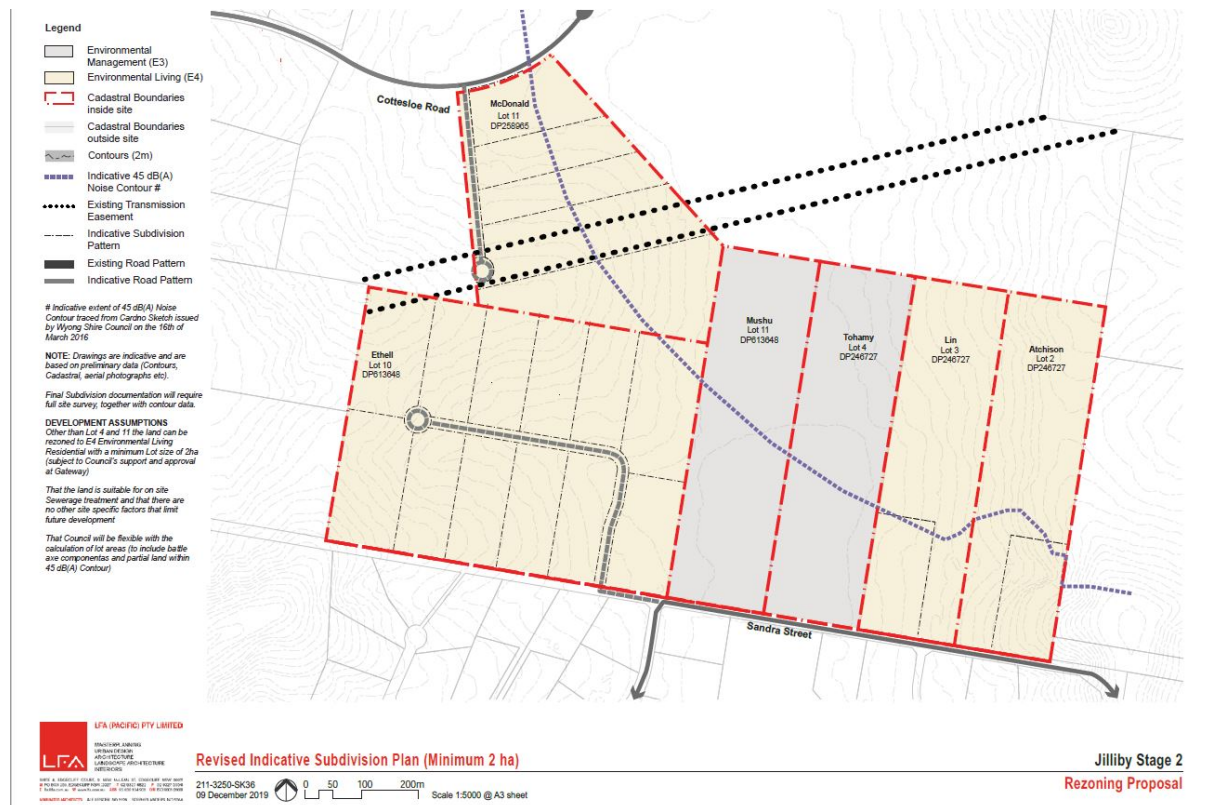 Legend
Environmental
Management (E3)
Environmental Living (E4)
Cadastral Boundaries
inside site
Cadastral Boundaries
outside site
Contours (2m)
Indicative 45 dB(A)
Noise Contour #
Existing Transmission
Easement
Indicative Subdivision
Pattern
Existing Road Pattern
Indicative Road Pattern
# Indicative extent of 45 dB(A) Noise
Contour traced from Cardno Sketch issued
by Wyong Shire Council on the 16th of
March 2016
NOTE: Drawings are indicative and are
based on preliminary data (Contours,
Cadastral, aerial photographs etc).
Final Subdivision documentation will require
full site survey, together with contour data.
DEVELOPMENT ASSUMPTIONS
Other than Lot 4 and 11 the land can be
rezoned to E4 Environmental Living
Residential with a minimum Lot size of 2ha
(subject to Council's support and approval
at Gateway)
That the land is suitable for on site
Sewerage treatment and that there are
no other site specific factors that limit
future development
That Council will be flexible with the
calculation of lot areas (to include battle
axe componentas and partial land within
45 dB(A) Contour)
Cottesloe Road
McDonald
Lot 11
DP258965
Ethell
Lot 10
DP613648
Mushu
Lot 11
DP613648
Tohamy
Lot 4
DP246727
Lin
Lot 3
DP246727
Atchison
Lot 2
DP246727
Sandra Street
LFA
LFA (PACIFIC) PTY LIMITED
MASTERPLANNING
URBAN DESIGN
ARCHITECTURE
LANDSCAPE ARCHITECTURE
INTERIORS
Revised Indicative Subdivision Plan (Minimum 2 ha)
211-3250-SK36
09 December 2019
0 50 100 200m
Scale 1:5000 @ A3 sheet
Jilliby Stage 2
Rezoning Proposal